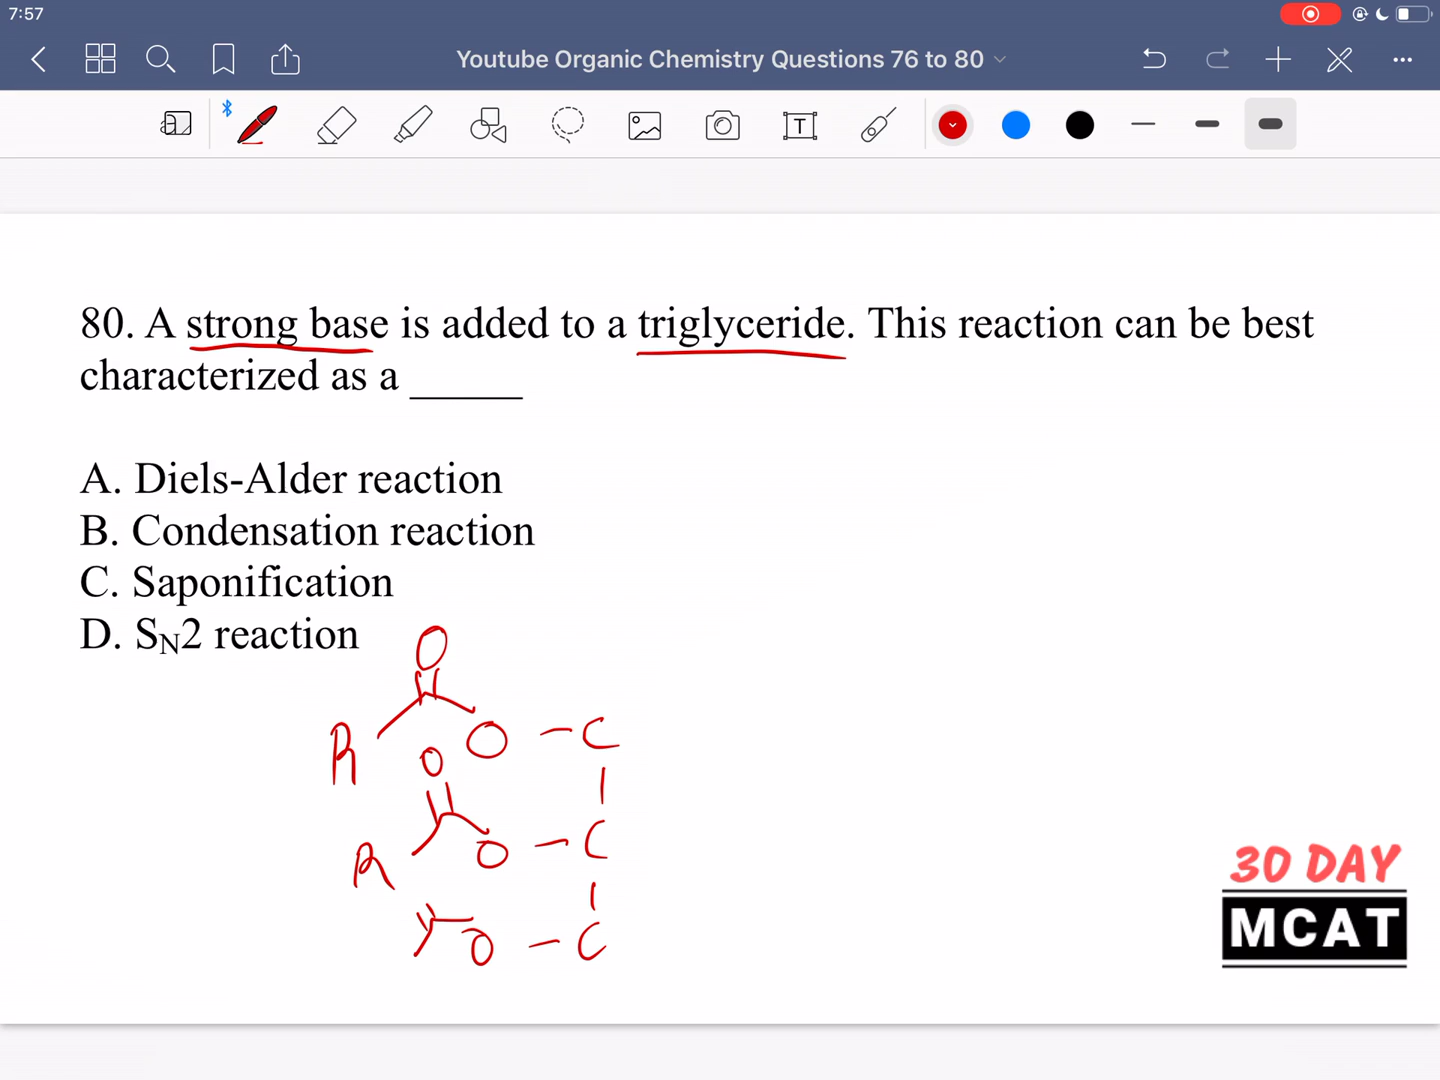 7:57
Youtube Organic Chemistry Questions 76 to 80
a
T
80. A strong base is added to a triglyceride. This reaction can be best
characterized as a ______
A. Diels-Alder reaction
B. Condensation reaction
C. Saponification
D. SN2 reaction
O
R O - C
O
R O - C
O - C
30 DAY
MCAT